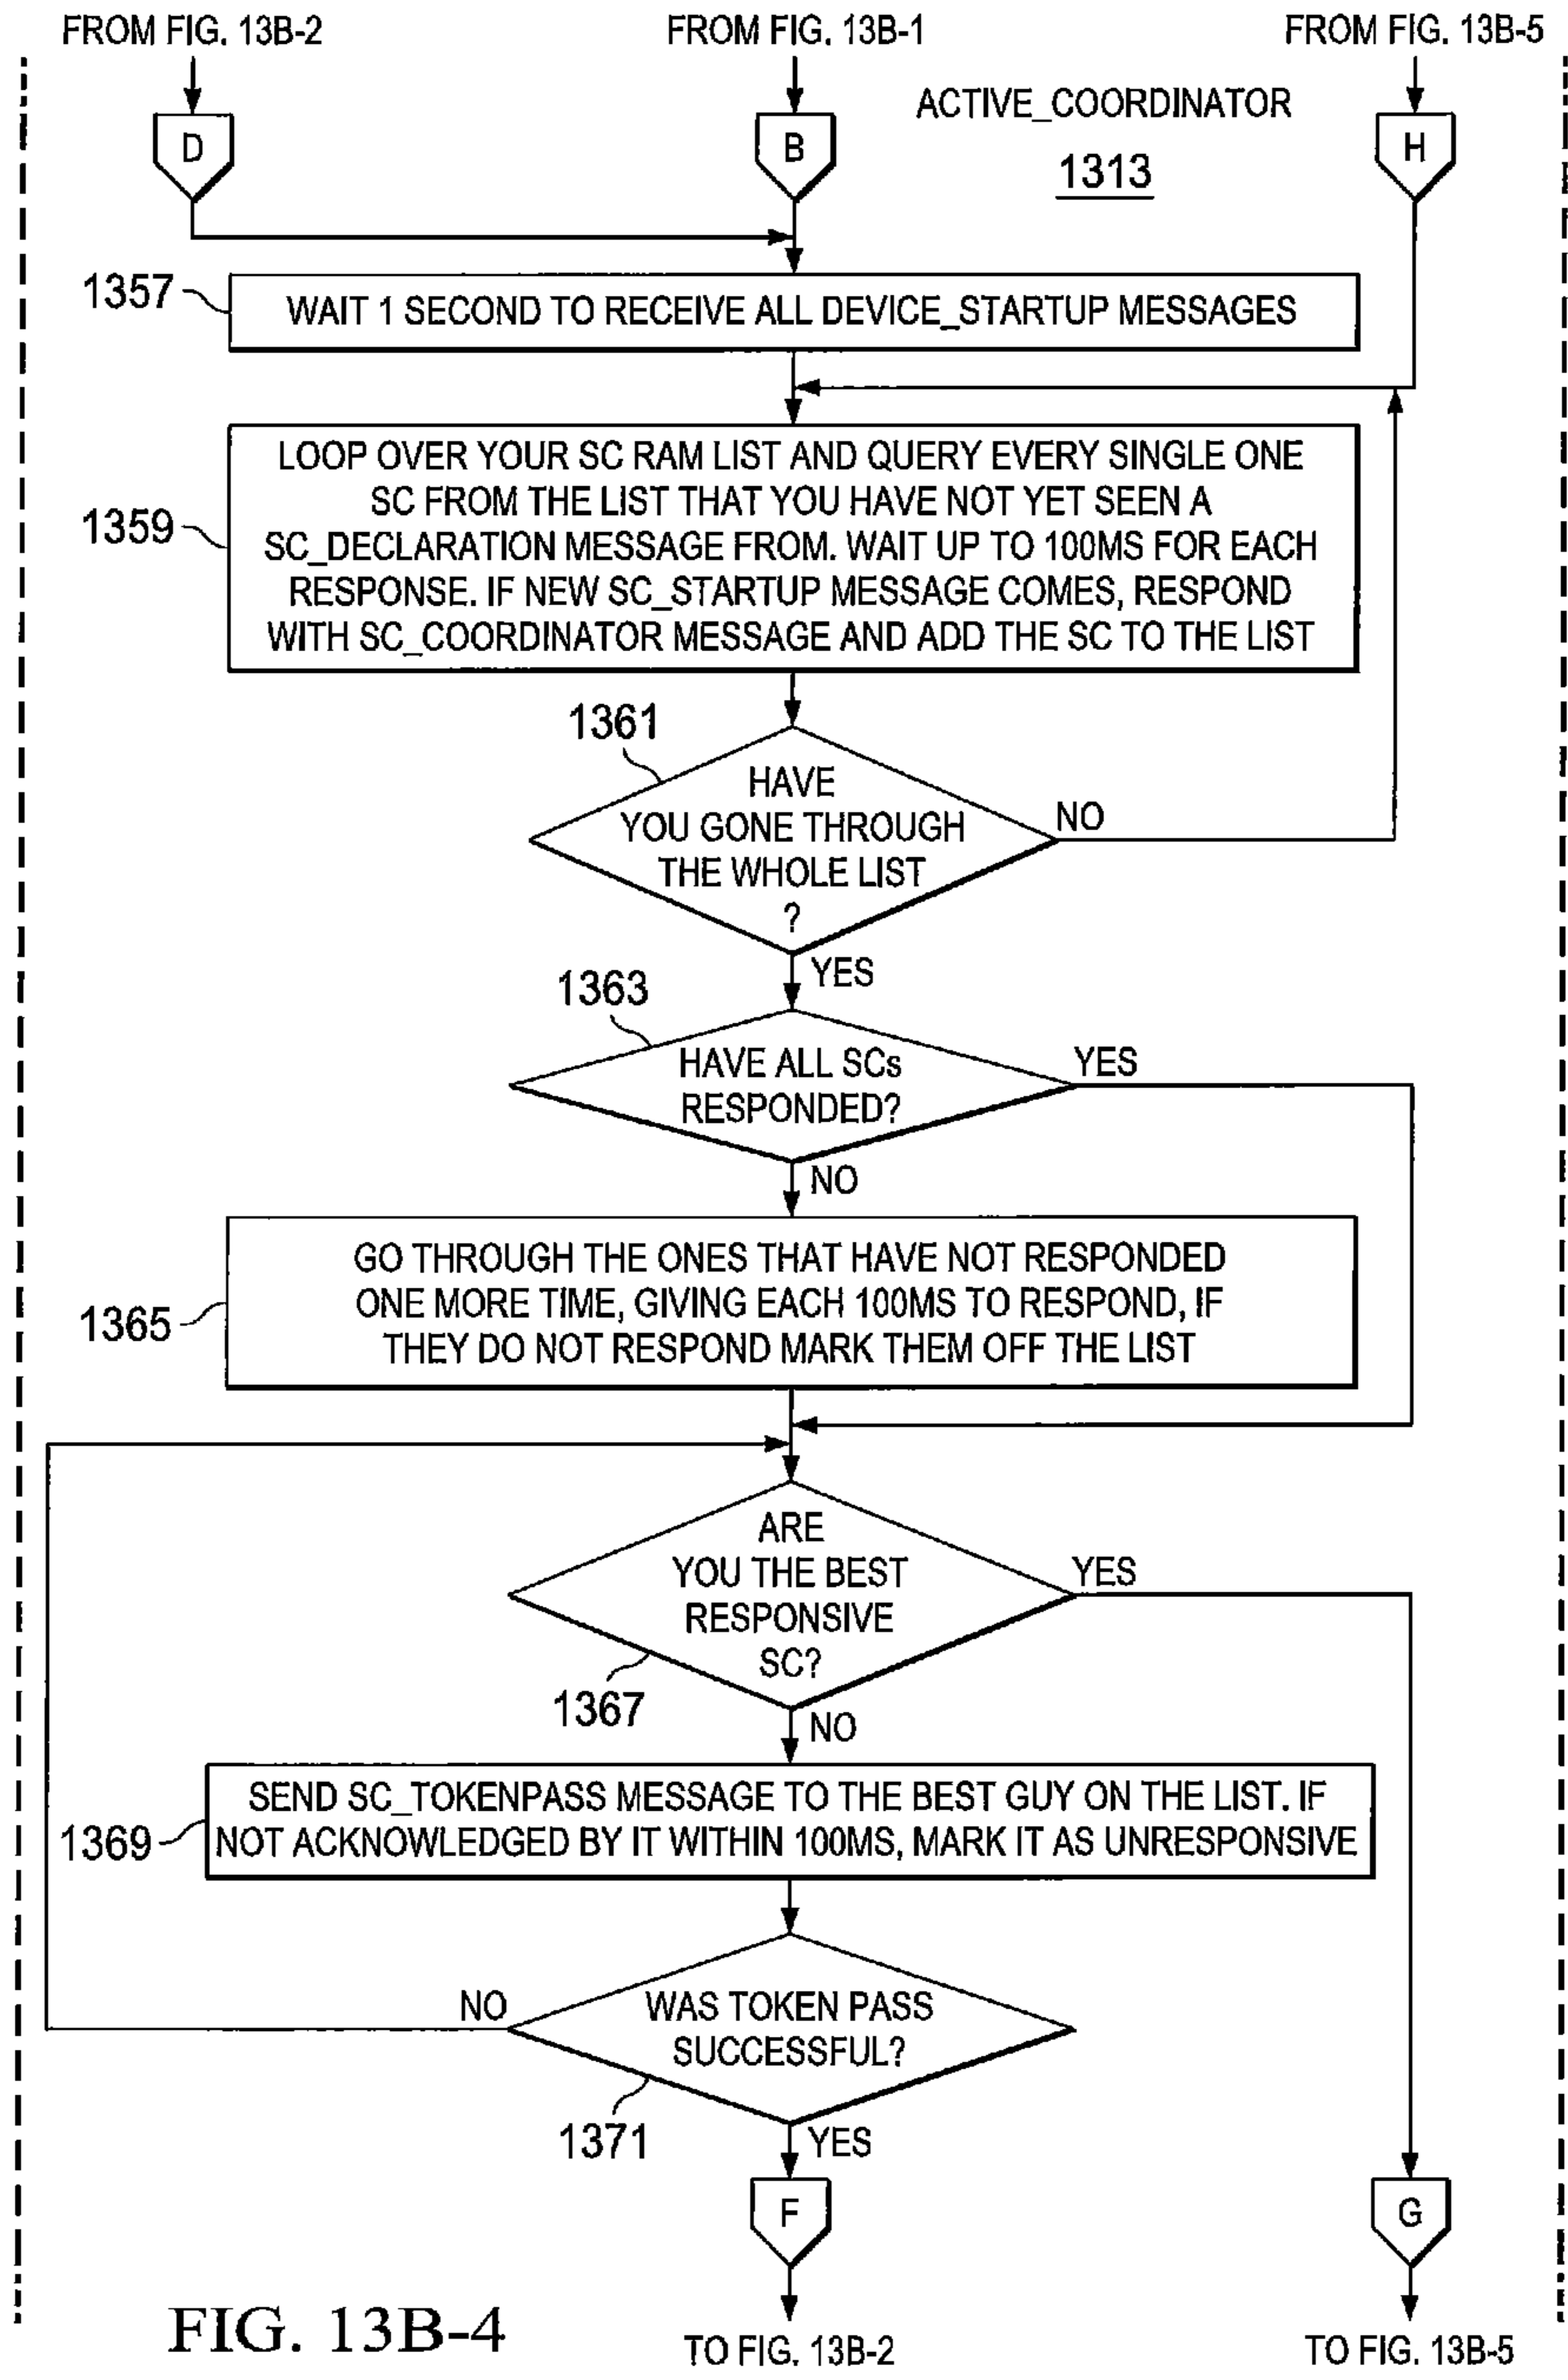 FROM FIG. 13B-2
FROM FIG. 13B-1
FROM FIG. 13B-5
ACTIVE_COORDINATOR
1313
D
B
H
1357
WAIT 1 SECOND TO RECEIVE ALL DEVICE_STARTUP MESSAGES
1359
LOOP OVER YOUR SC RAM LIST AND QUERY EVERY SINGLE ONE
SC FROM THE LIST THAT YOU HAVE NOT YET SEEN A
SC_DECLARATION MESSAGE FROM. WAIT UP TO 100MS FOR EACH
RESPONSE. IF NEW SC_STARTUP MESSAGE COMES, RESPOND
WITH SC_COORDINATOR MESSAGE AND ADD THE SC TO THE LIST
1361
HAVE
YOU GONE THROUGH
THE WHOLE LIST
?
NO
YES
1363
HAVE ALL SCs
RESPONDED?
YES
NO
1365
GO THROUGH THE ONES THAT HAVE NOT RESPONDED
ONE MORE TIME, GIVING EACH 100MS TO RESPOND, IF
THEY DO NOT RESPOND MARK THEM OFF THE LIST
ARE
YOU THE BEST
RESPONSIVE
SC?
YES
1367
NO
1369
SEND SC_TOKENPASS MESSAGE TO THE BEST GUY ON THE LIST. IF
NOT ACKNOWLEDGED BY IT WITHIN 100MS, MARK IT AS UNRESPONSIVE
NO
WAS TOKEN PASS
SUCCESSFUL?
1371
YES
F
G
FIG. 13B-4
TO FIG. 13B-2
TO FIG. 13B-5